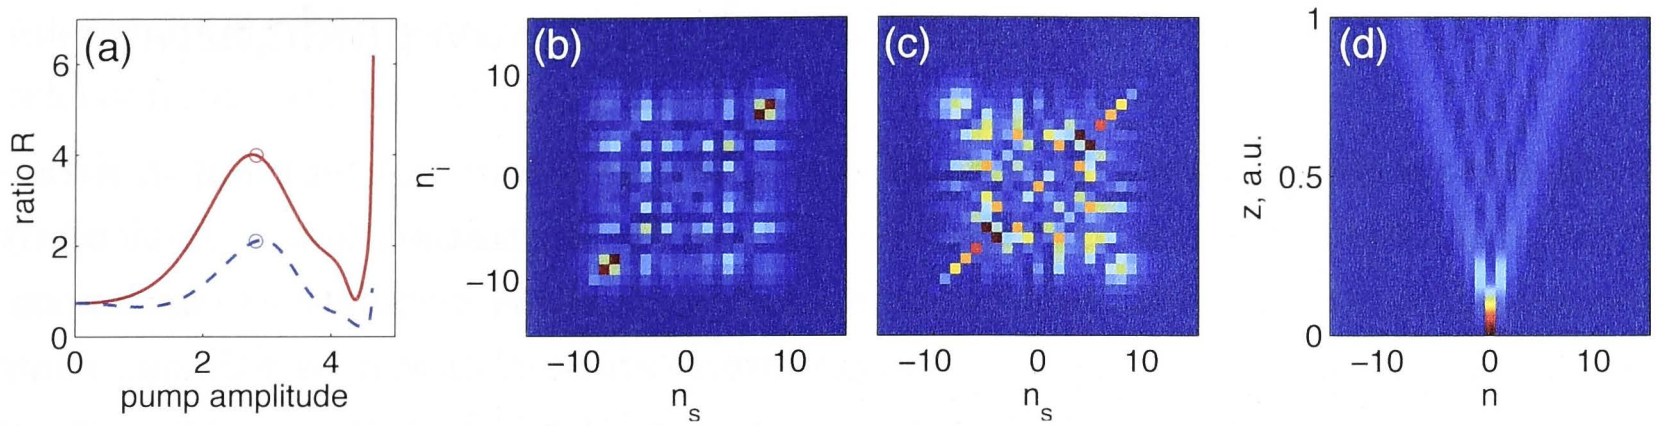 (a)
ratio R
6
4
2
0
0 2 4
pump amplitude
(b)
n_i
10
0
−10
−10 0 10
n_s
(c)
−10 0 10
n_s
(d)
z, a.u.
1
0.5
0
−10 0 10
n